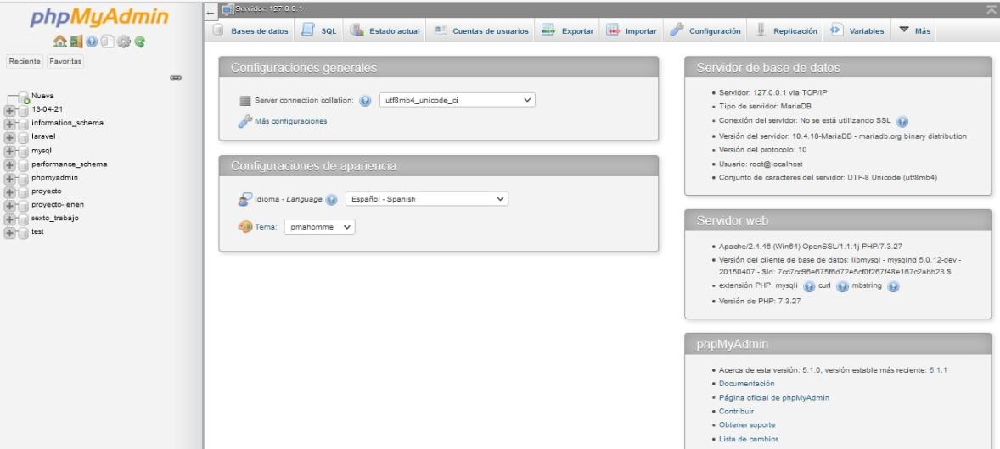 phpMyAdmin
Reciente Favoritas
Nueva
13-04-21
information_schema
laravel
mysql
performance_schema
phpmyadmin
proyecto
proyecto-jenen
sexto_trabajo
test
Servidor: 127.0.0.1
Bases de datos SQL Estado actual Cuentas de usuarios Exportar Importar Configuración Replicación Variables Más
Configuraciones generales
Server connection collation: utf8mb4_unicode_ci
Más configuraciones
Configuraciones de apariencia
Idioma - Language Español - Spanish
Tema: pmahomme
Servidor de base de datos
• Servidor: 127.0.0.1 via TCP/IP
• Tipo de servidor: MariaDB
• Conexión del servidor: No se está utilizando SSL
• Versión del servidor: 10.4.18-MariaDB - mariadb.org binary distribution
• Versión del protocolo: 10
• Usuario: root@localhost
• Conjunto de caracteres del servidor: UTF-8 Unicode (utf8mb4)
Servidor web
• Apache/2.4.46 (Win64) OpenSSL/1.1.1j PHP/7.3.27
• Versión del cliente de base de datos: libmysql - mysqlnd 5.0.12-dev -
20150407 - $Id: 7cc7cc96e675f6d72e5cf0f267f48e167c2abb23 $
• extensión PHP: mysqli curl mbstring
• Versión de PHP: 7.3.27
phpMyAdmin
• Acerca de esta versión: 5.1.0, versión estable más reciente: 5.1.1
• Documentación
• Página oficial de phpMyAdmin
• Contribuir
• Obtener soporte
• Lista de cambios